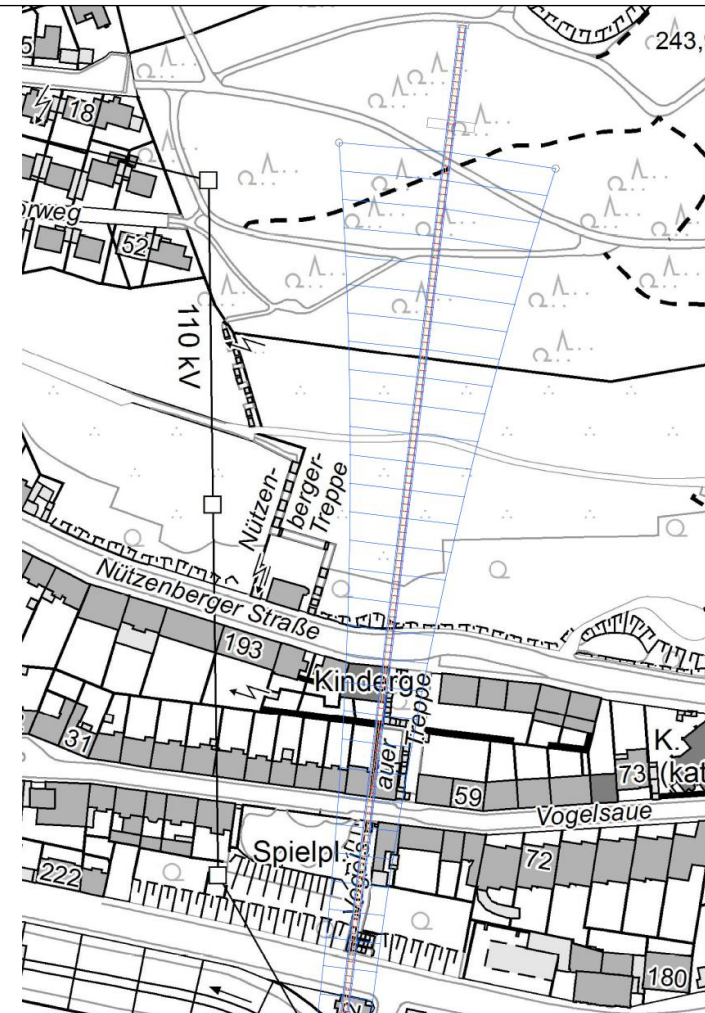 243,
18
orweg
52
110 kV
Nützen-
berger-
Treppe
Nützenberger Straße
193
Kinderg.
Treppe
auer
31
K.
(kat
73
59
Vogelsaue
72
Spielpl.
222
180